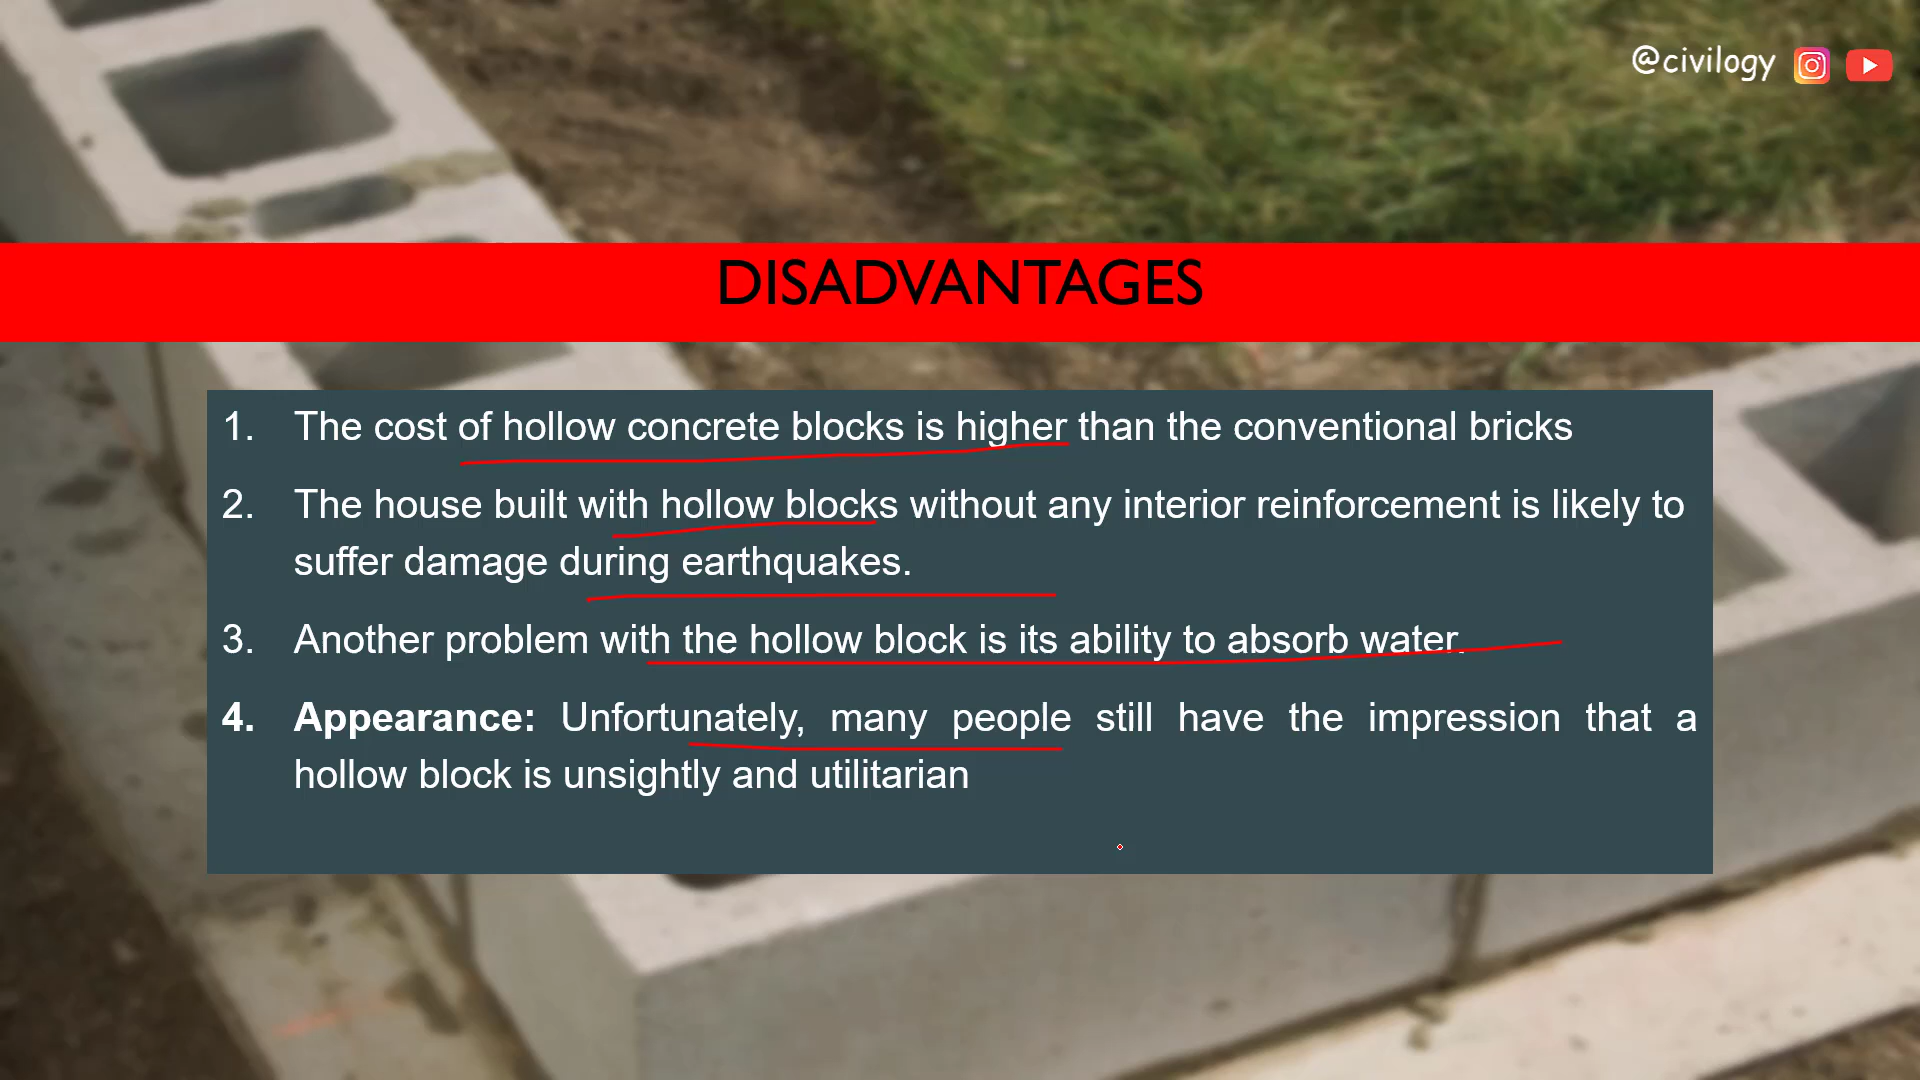 @civilogy
DISADVANTAGES
1. The cost of hollow concrete blocks is higher than the conventional bricks
2. The house built with hollow blocks without any interior reinforcement is likely to
suffer damage during earthquakes.
3. Another problem with the hollow block is its ability to absorb water.
4. Appearance: Unfortunately, many people still have the impression that a
hollow block is unsightly and utilitarian